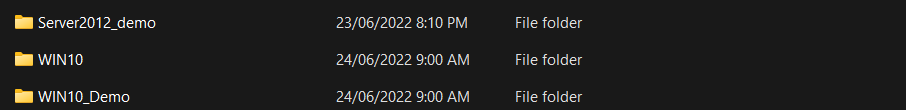 Server2012_demo 23/06/2022 8:10 PM File folder
WIN10 24/06/2022 9:00 AM File folder
WIN10_Demo 24/06/2022 9:00 AM File folder